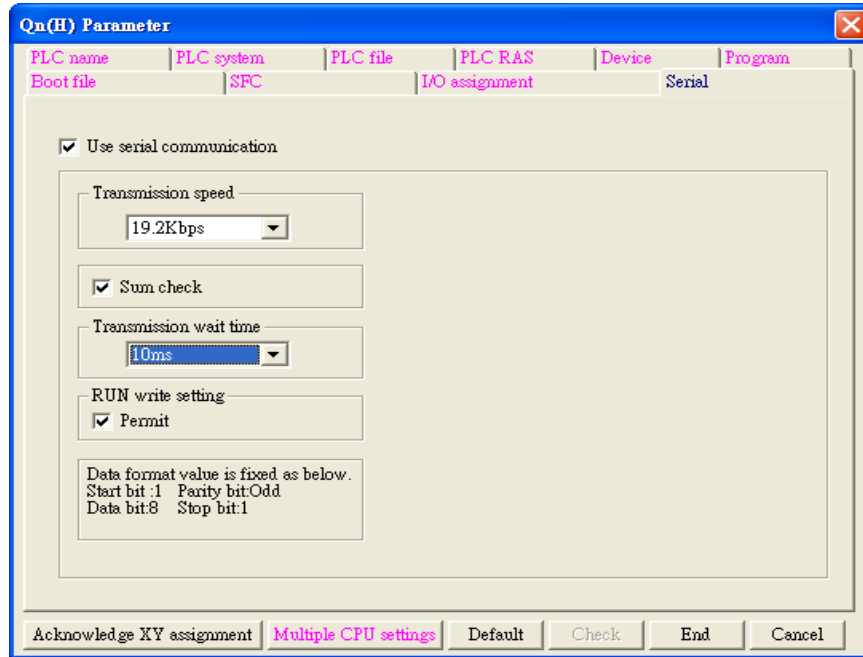 Qn(H) Parameter
PLC name PLC system PLC file PLC RAS Device Program
Boot file SFC I/O assignment Serial
Use serial communication
Transmission speed
19.2Kbps
Sum check
Transmission wait time
10ms
RUN write setting
Permit
Data format value is fixed as below.
Start bit :1 Parity bit:Odd
Data bit:8 Stop bit:1
Acknowledge XY assignment Multiple CPU settings Default Check End Cancel